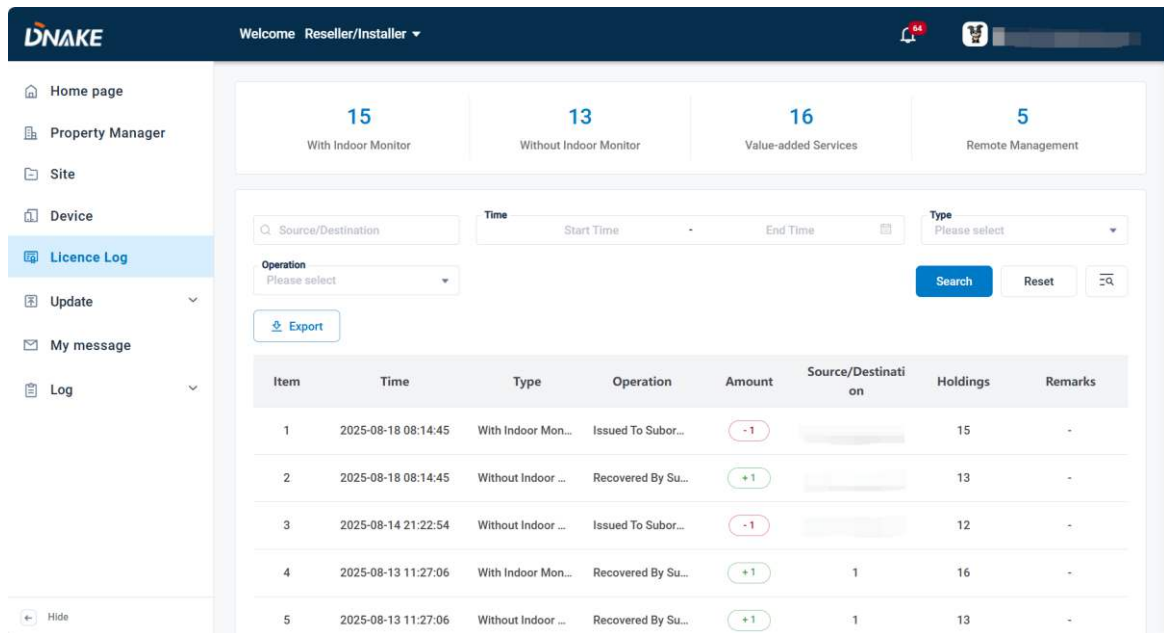 DNAKE
Welcome Reseller/Installer
64
Home page
Property Manager
Site
Device
Licence Log
Update
My message
Log
Hide
15
With Indoor Monitor
13
Without Indoor Monitor
16
Value-added Services
5
Remote Management
Source/Destination
Time
Start Time - End Time
Type
Please select
Operation
Please select
Search
Reset
Export
Item Time Type Operation Amount Source/Destinati
on Holdings Remarks
1 2025-08-18 08:14:45 With Indoor Mon... Issued To Subor... - 1 15 -
2 2025-08-18 08:14:45 Without Indoor ... Recovered By Su... + 1 13 -
3 2025-08-14 21:22:54 Without Indoor ... Issued To Subor... - 1 12 -
4 2025-08-13 11:27:06 With Indoor Mon... Recovered By Su... + 1 1 16 -
5 2025-08-13 11:27:06 Without Indoor ... Recovered By Su... + 1 1 13 -